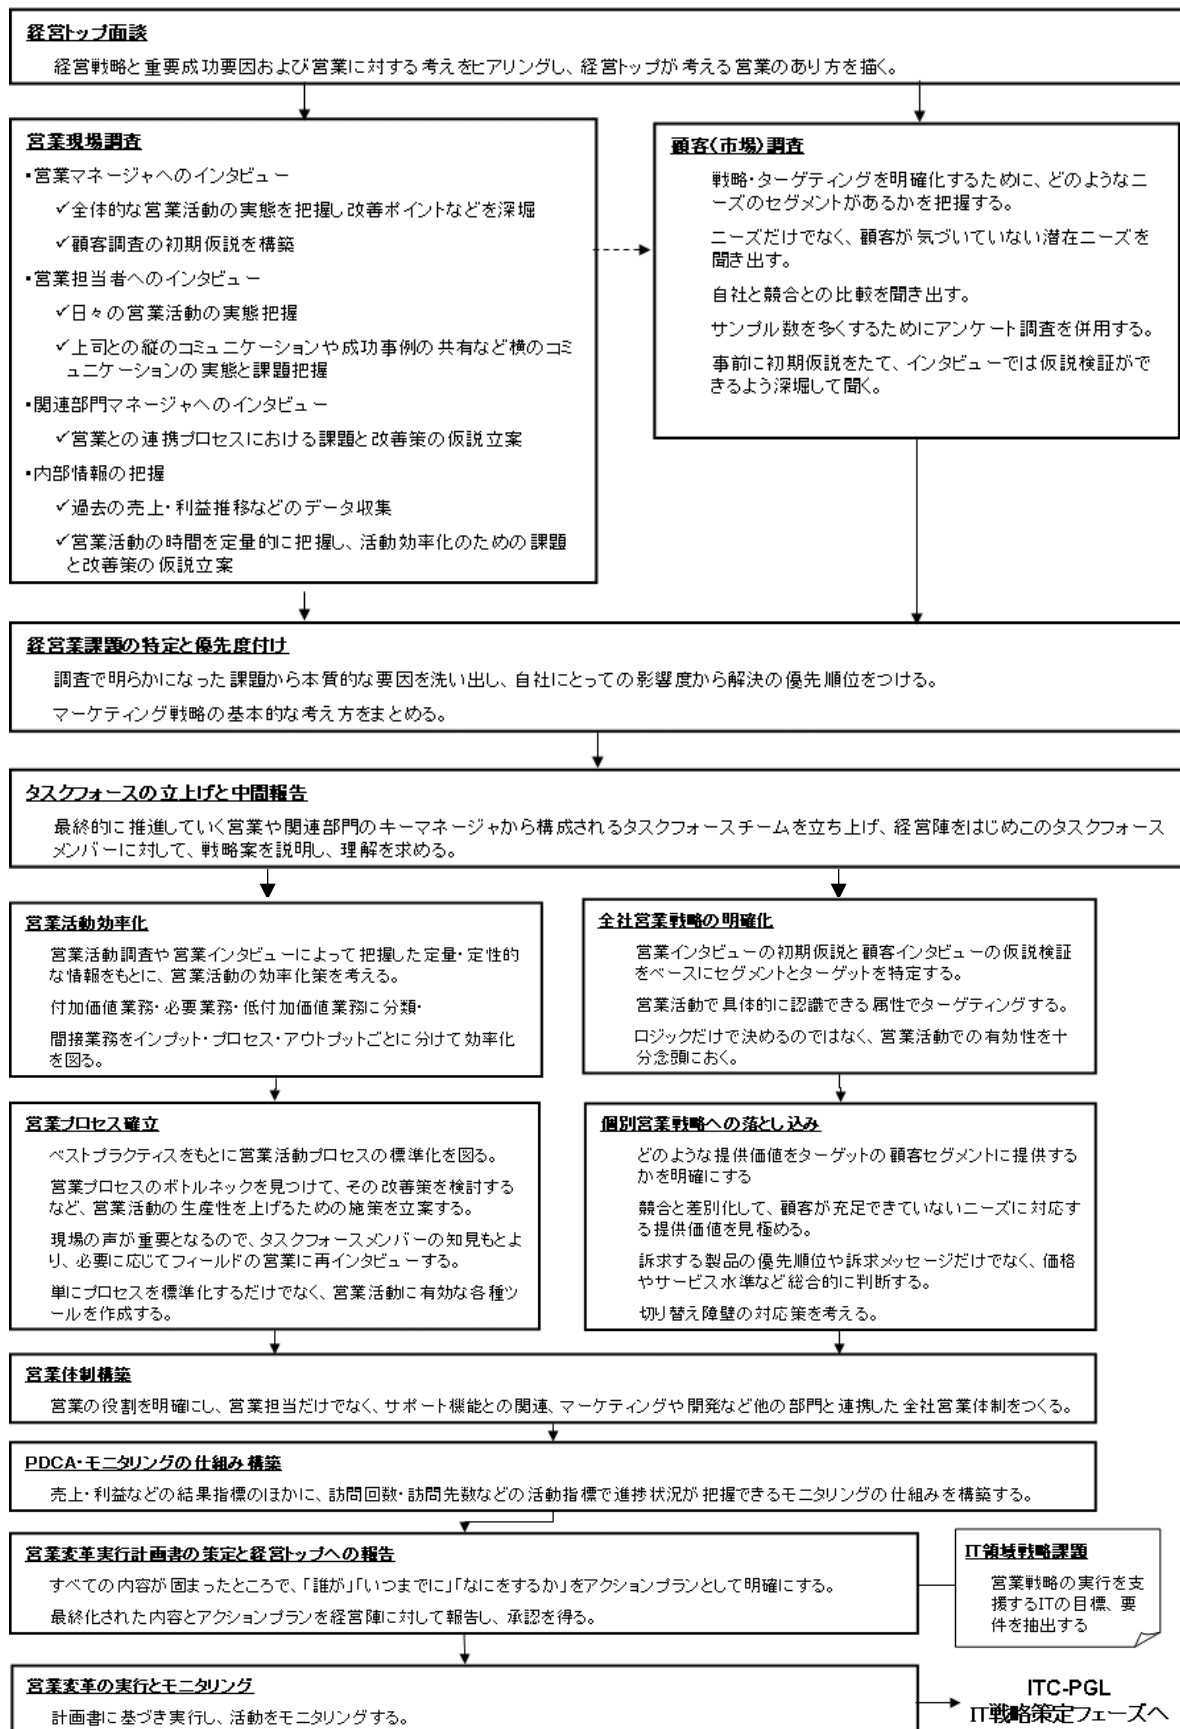 経営トップ面談
経営戦略と重要成功要因および営業に対する考えをヒアリングし、経営トップが考える営業のあり方を描く。
営業現場調査
・営業マネージャへのインタビュー
✓全体的な営業活動の実態を把握し改善ポイントなどを深堀
✓顧客調査の初期仮説を構築
・営業担当者へのインタビュー
✓日々の営業活動の実態把握
✓上司との縦のコミュニケーションや成功事例の共有など横のコミ
ュニケーションの実態と課題把握
・関連部門マネージャへのインタビュー
✓営業との連携プロセスにおける課題と改善策の仮説立案
・内部情報の把握
✓過去の売上・利益推移などのデータ収集
✓営業活動の時間を定量的に把握し、活動効率化のための課題
と改善策の仮説立案
顧客(市場)調査
戦略・ターゲティングを明確化するために、どのようなニ
ーズのセグメントがあるかを把握する。
ニーズだけでなく、顧客が気づいていない潜在ニーズを
聞き出す。
自社と競合との比較を聞き出す。
サンプル数を多くするためにアンケート調査を併用する。
事前に初期仮説をたて、インタビューでは仮説検証がで
きるよう深堀して聞く。
経営業課題の特定と優先度付け
調査で明らかになった課題から本質的な要因を洗い出し、自社にとっての影響度から解決の優先順位をつける。
マーケティング戦略の基本的な考え方をまとめる。
タスクフォースの立上げと中間報告
最終的に推進していく営業や関連部門のキーマネージャから構成されるタスクフォースチームを立ち上げ、経営陣をはじめこのタスクフォース
メンバーに対して、戦略案を説明し、理解を求める。
営業活動効率化
営業活動調査や営業インタビューによって把握した定量・定性的
な情報をもとに、営業活動の効率化策を考える。
付加価値業務・必要業務・低付加価値業務に分類・
間接業務をインプット・プロセス・アウトプットごとに分けて効率化
を図る。
全社営業戦略の明確化
営業インタビューの初期仮説と顧客インタビューの仮説検証
をベースにセグメントとターゲットを特定する。
営業活動で具体的に認識できる属性でターゲティングする。
ロジックだけで決めるのではなく、営業活動での有効性を十
分念頭におく。
営業プロセス確立
ベストプラクティスをもとに営業活動プロセスの標準化を図る。
営業プロセスのボトルネックを見つけて、その改善策を検討する
など、営業活動の生産性を上げるための施策を立案する。
現場の声が重要となるので、タスクフォースメンバーの知見もとよ
り、必要に応じてフィールドの営業に再インタビューする。
単にプロセスを標準化するだけでなく、営業活動に有効な各種ツ
ールを作成する。
個別営業戦略への落とし込み
どのような提供価値をターゲットの顧客セグメントに提供する
かを明確にする
競合と差別化して、顧客が充足できていないニーズに対応す
る提供価値を見極める。
訴求する製品の優先順位や訴求メッセージだけでなく、価格
やサービス水準など総合的に判断する。
切り替え障壁の対応策を考える。
営業体制構築
営業の役割を明確にし、営業担当だけでなく、サポート機能との関連、マーケティングや開発など他の部門と連携した全社営業体制をつくる。
PDCA・モニタリングの仕組み構築
売上・利益などの結果指標のほかに、訪問回数・訪問先数などの活動指標で進捗状況が把握できるモニタリングの仕組みを構築する。
営業変革実行計画書の策定と経営トップへの報告
すべての内容が固まったところで、「誰が」「いつまでに」「なにをするか」をアクションプランとして明確にする。
最終化された内容とアクションプランを経営陣に対して報告し、承認を得る。
IT領域戦略課題
営業戦略の実行を支
援するITの目標、要
件を抽出する
営業変革の実行とモニタリング
計画書に基づき実行し、活動をモニタリングする。
ITC-PGL
IT戦略策定フェーズへ